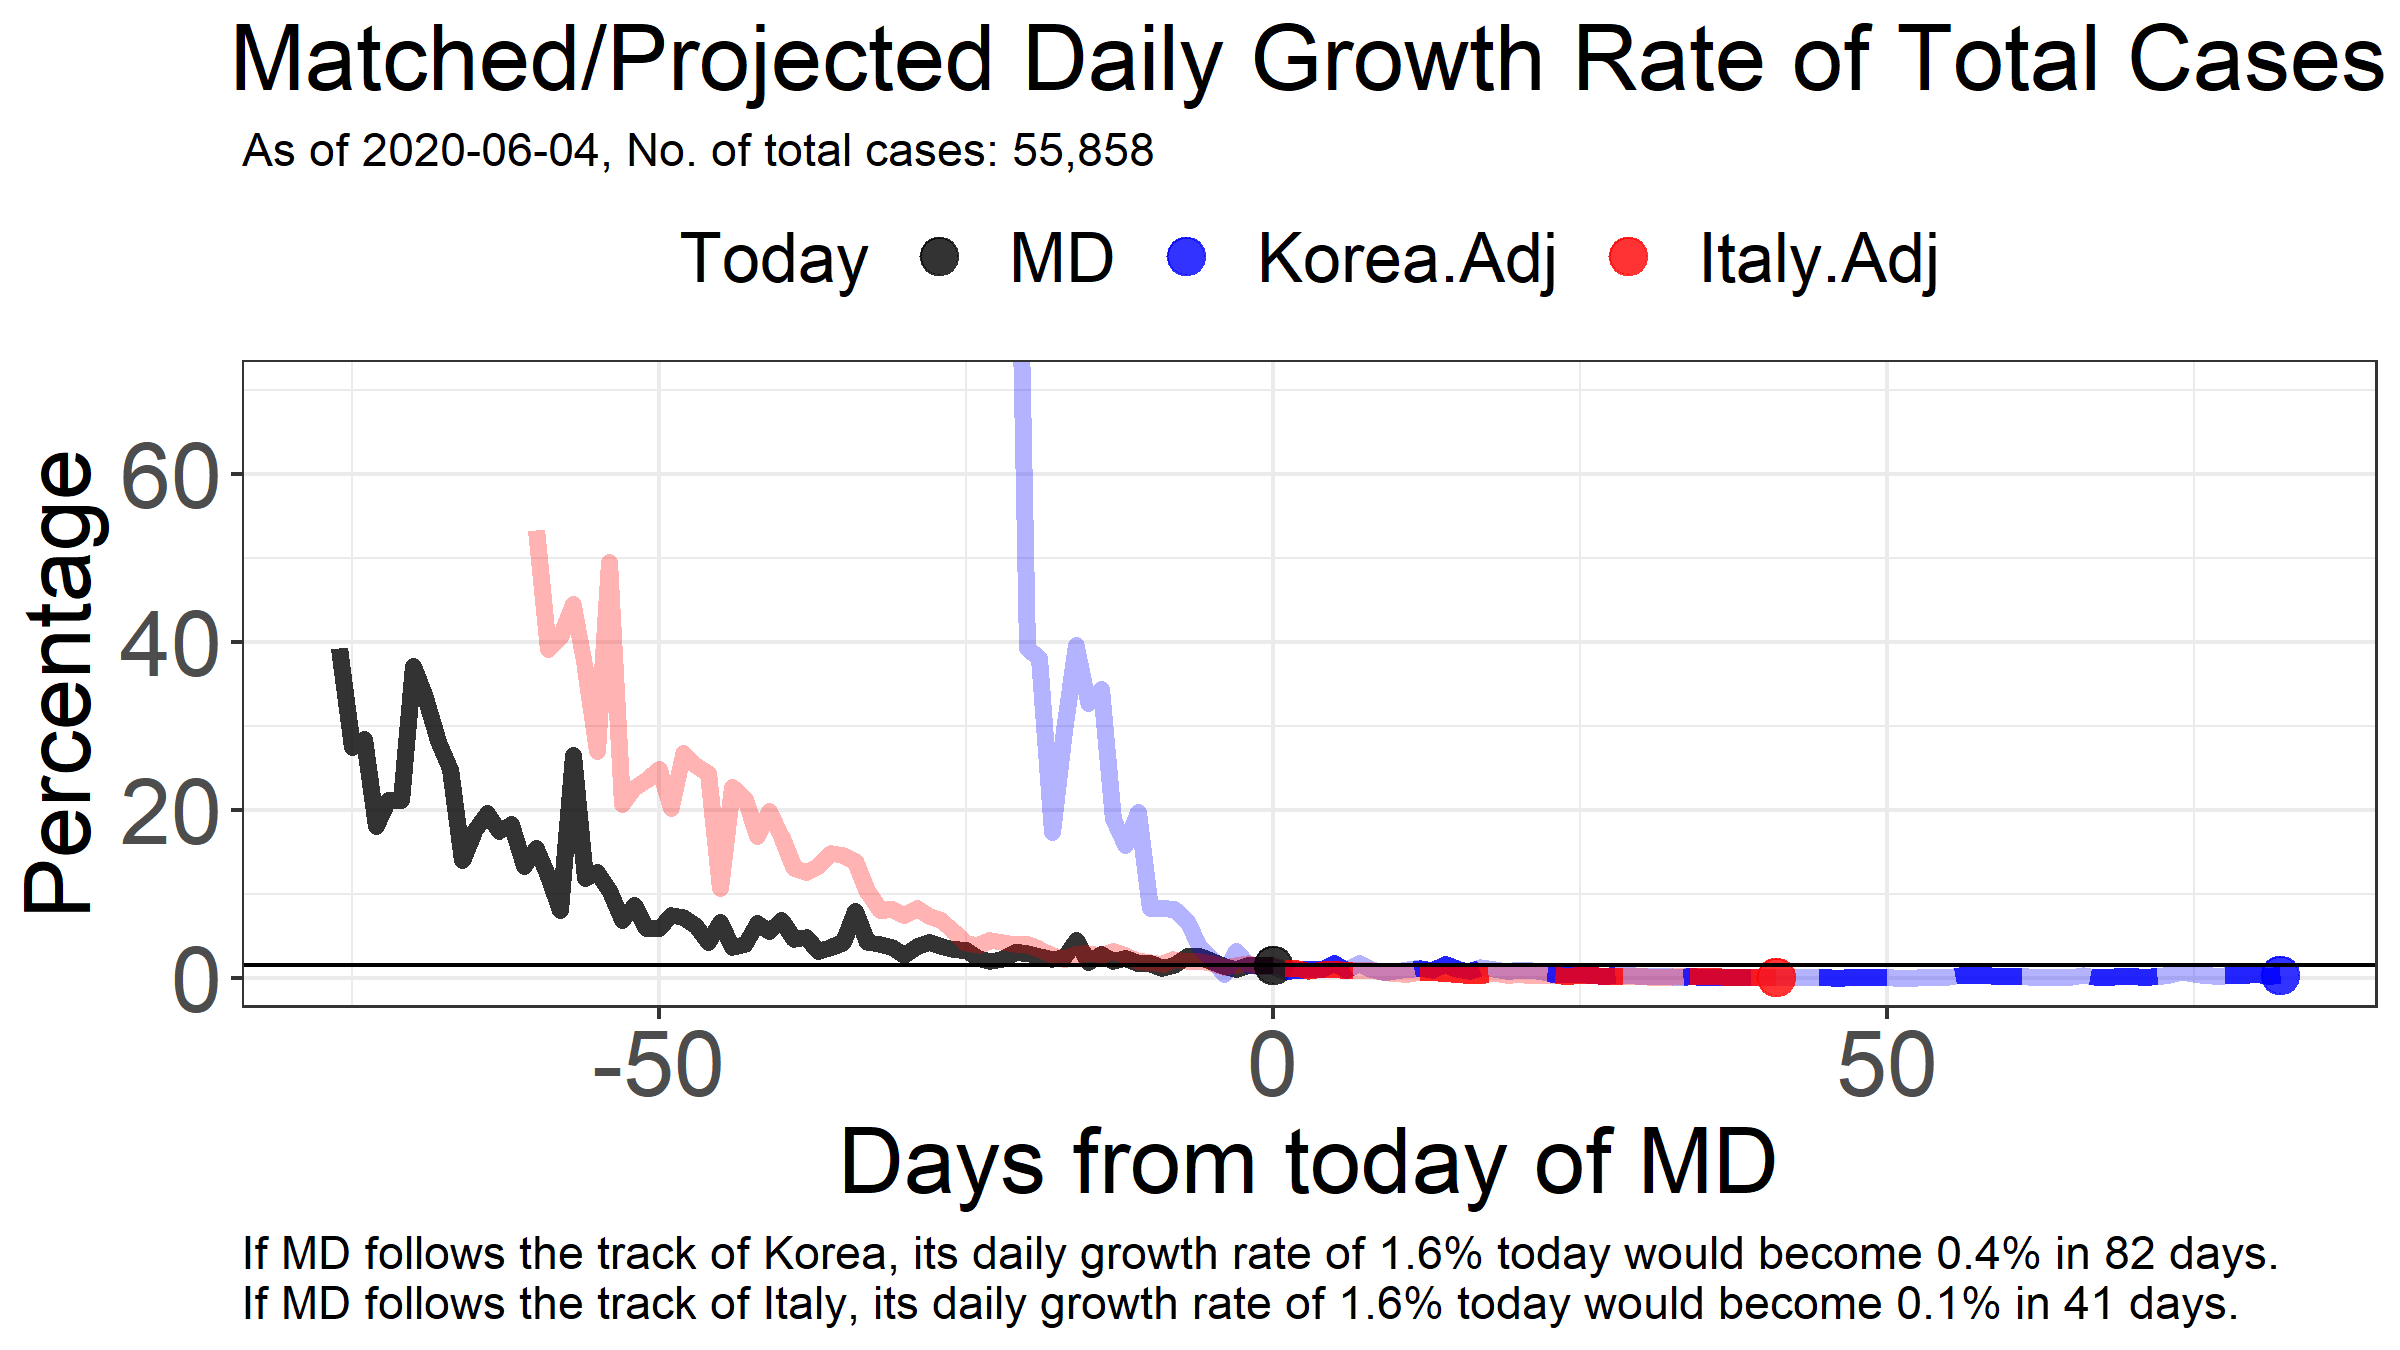 Matched/Projected Daily Growth Rate of Total Cases
As of 2020-06-04, No. of total cases: 55,858
Today MD Korea.Adj Italy.Adj
Percentage
60
40
20
0
-50 0 50
Days from today of MD
If MD follows the track of Korea, its daily growth rate of 1.6% today would become 0.4% in 82 days.
If MD follows the track of Italy, its daily growth rate of 1.6% today would become 0.1% in 41 days.